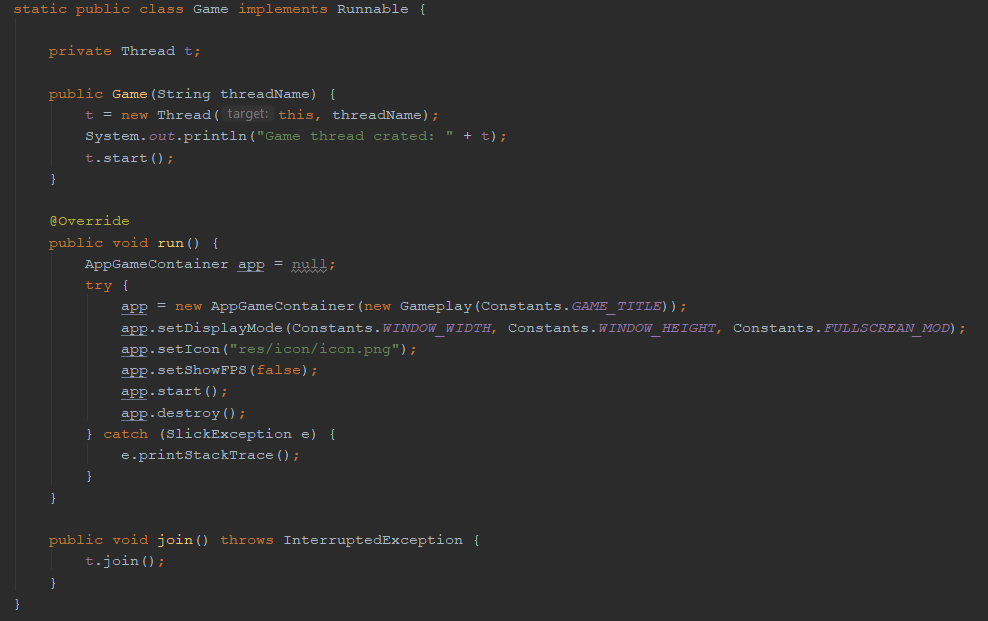 static public class Game implements Runnable {
private Thread t;
public Game(String threadName) {
t = new Thread( target: this, threadName);
System.out.println("Game thread crated: " + t);
t.start();
}
@Override
public void run() {
AppGameContainer app = null;
try {
app = new AppGameContainer(new Gameplay(Constants.GAME_TITLE));
app.setDisplayMode(Constants.WINDOW_WIDTH, Constants.WINDOW_HEIGHT, Constants.FULLSCREAN_MOD);
app.setIcon("res/icon/icon.png");
app.setShowFPS(false);
app.start();
app.destroy();
} catch (SlickException e) {
e.printStackTrace();
}
}
public void join() throws InterruptedException {
t.join();
}
}